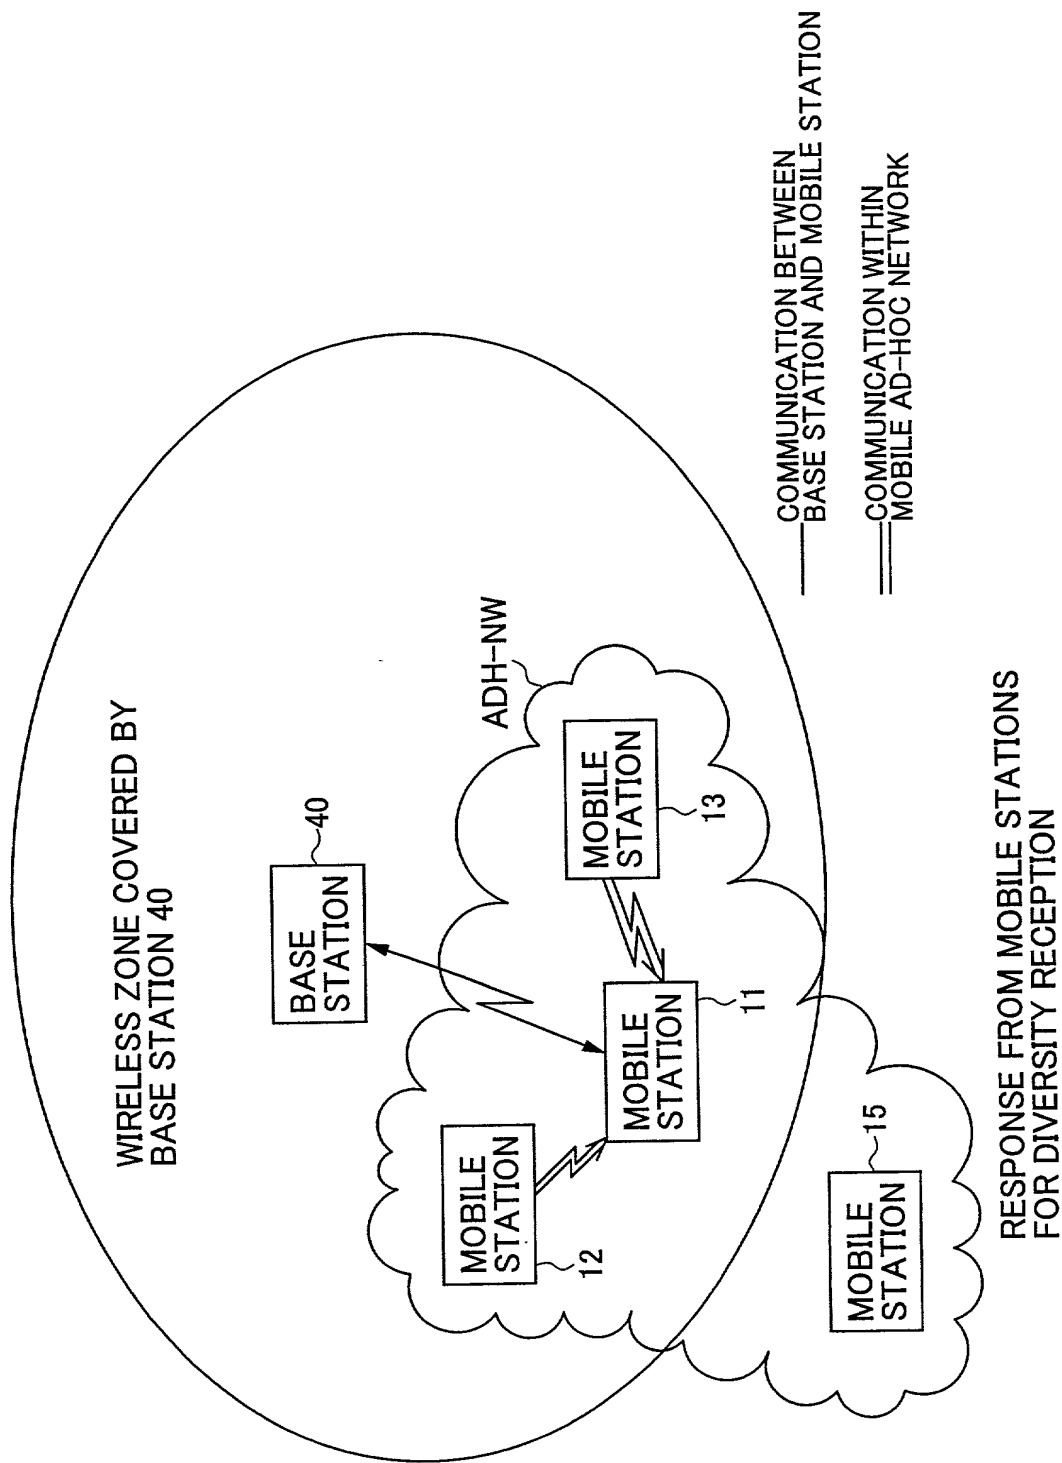 WIRELESS ZONE COVERED BY
BASE STATION 40
BASE
STATION
40
ADH-NW
MOBILE
STATION
12
MOBILE
STATION
11
MOBILE
STATION
13
MOBILE
STATION
15
COMMUNICATION BETWEEN
BASE STATION AND MOBILE STATION
COMMUNICATION WITHIN
MOBILE AD-HOC NETWORK
RESPONSE FROM MOBILE STATIONS
FOR DIVERSITY RECEPTION